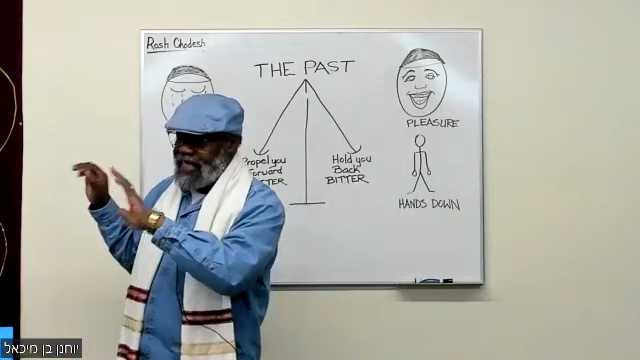 Rosh Chodesh
THE PAST
PLEASURE
Propel you
Forward
Hold you
Back
BITTER
HANDS DOWN
יוחנן בן מיכאל